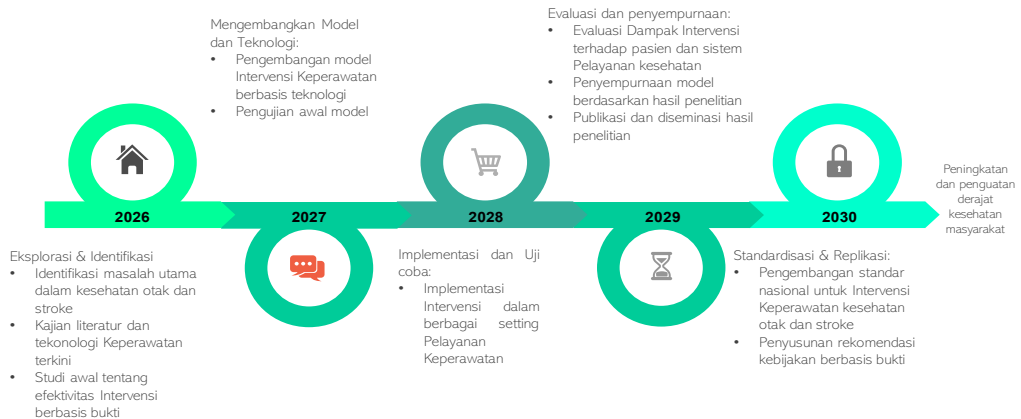 Mengembangkan Model
dan Teknologi:
• Pengembangan model
Intervensi Keperawatan
berbasis teknologi
• Pengujian awal model
Evaluasi dan penyempurnaan:
• Evaluasi Dampak Intervensi
terhadap pasien dan sistem
Pelayanan kesehatan
• Penyempurnaan model
berdasarkan hasil penelitian
• Publikasi dan diseminasi hasil
penelitian
2026
2027
2028
2029
2030
Peningkatan
dan penguatan
derajat
kesehatan
masyarakat
Eksplorasi & Identifikasi
• Identifikasi masalah utama
dalam kesehatan otak dan
stroke
• Kajian literatur dan
tekonologi Keperawatan
terkini
• Studi awal tentang
efektivitas Intervensi
berbasis bukti
Implementasi dan Uji
coba:
• Implementasi
Intervensi dalam
berbagai setting
Pelayanan
Keperawatan
Standardisasi & Replikasi:
• Pengembangan standar
nasional untuk Intervensi
Keperawatan kesehatan
otak dan stroke
• Penyusunan rekomendasi
kebijakan berbasis bukti